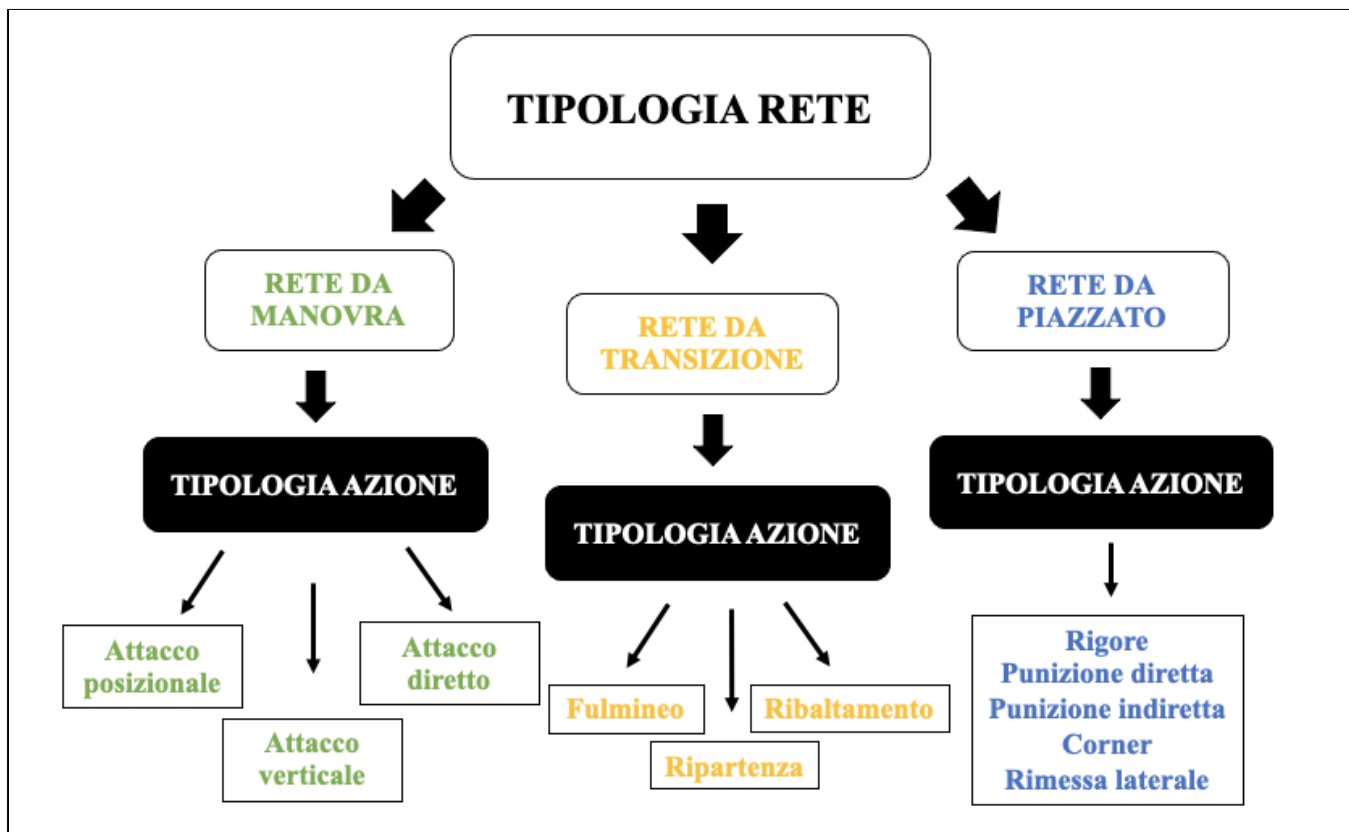 TIPOLOGIA RETE
RETE DA
MANOVRA
RETE DA
TRANSIZIONE
RETE DA
PIAZZATO
TIPOLOGIA AZIONE
TIPOLOGIA AZIONE
TIPOLOGIA AZIONE
Attacco
posizionale
Attacco
verticale
Attacco
diretto
Fulmineo
Ripartenza
Ribaltamento
Rigore
Punizione diretta
Punizione indiretta
Corner
Rimessa laterale